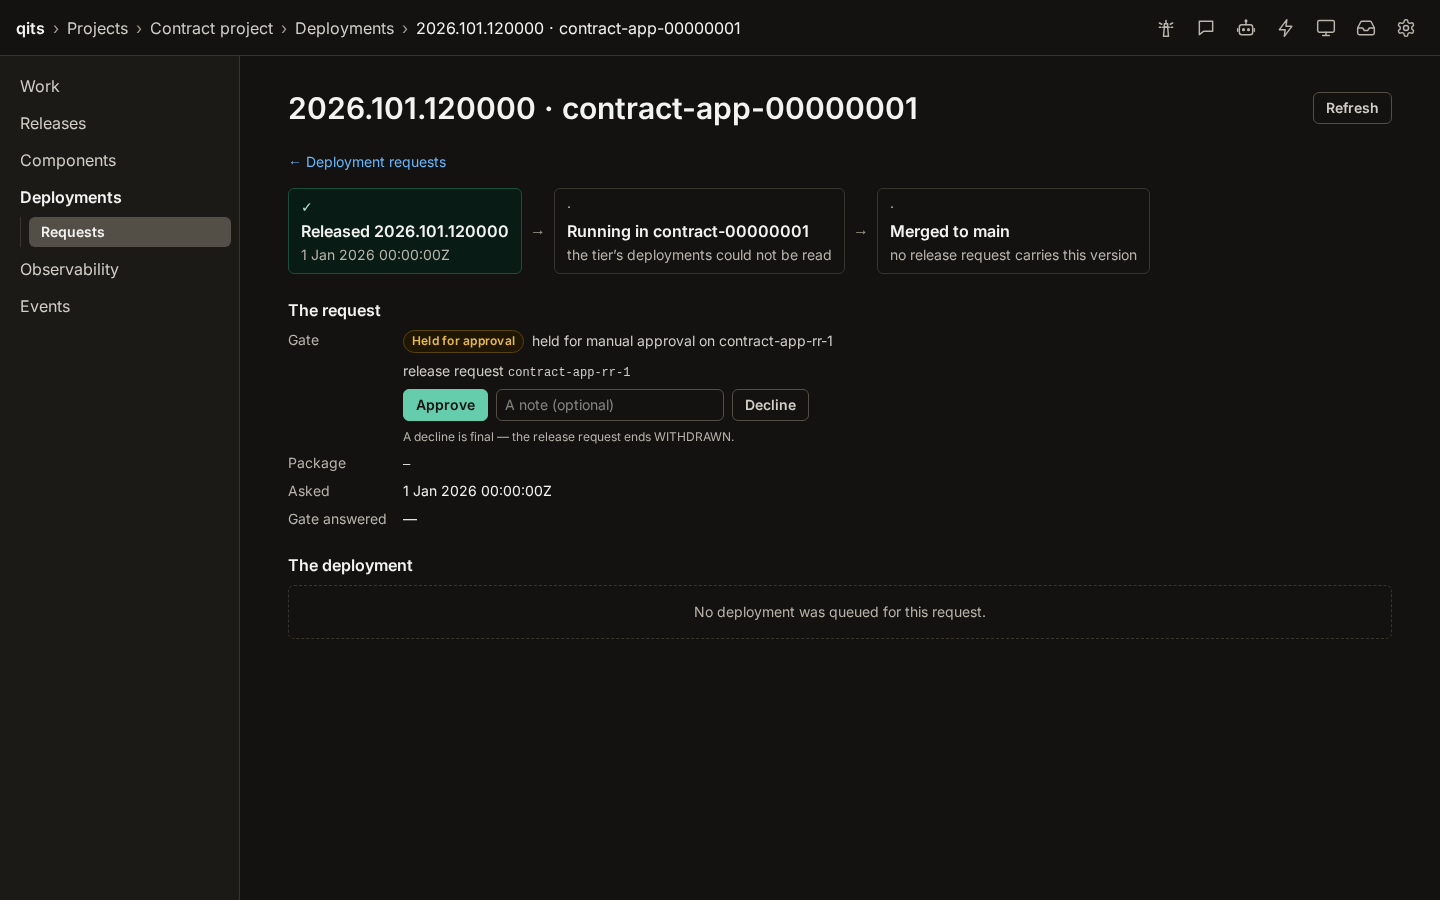 qits › Projects › Contract project › Deployments › 2026.101.120000 · contract-app-00000001
Work
Releases
Components
Deployments
Requests
Observability
Events
2026.101.120000 · contract-app-00000001
Refresh
← Deployment requests
✓
Released 2026.101.120000
1 Jan 2026 00:00:00Z
→
·
Running in contract-00000001
the tier’s deployments could not be read
→
·
Merged to main
no release request carries this version
The request
Gate
Held for approval held for manual approval on contract-app-rr-1
release request contract-app-rr-1
Approve A note (optional) Decline
A decline is final — the release request ends WITHDRAWN.
Package –
Asked 1 Jan 2026 00:00:00Z
Gate answered —
The deployment
No deployment was queued for this request.